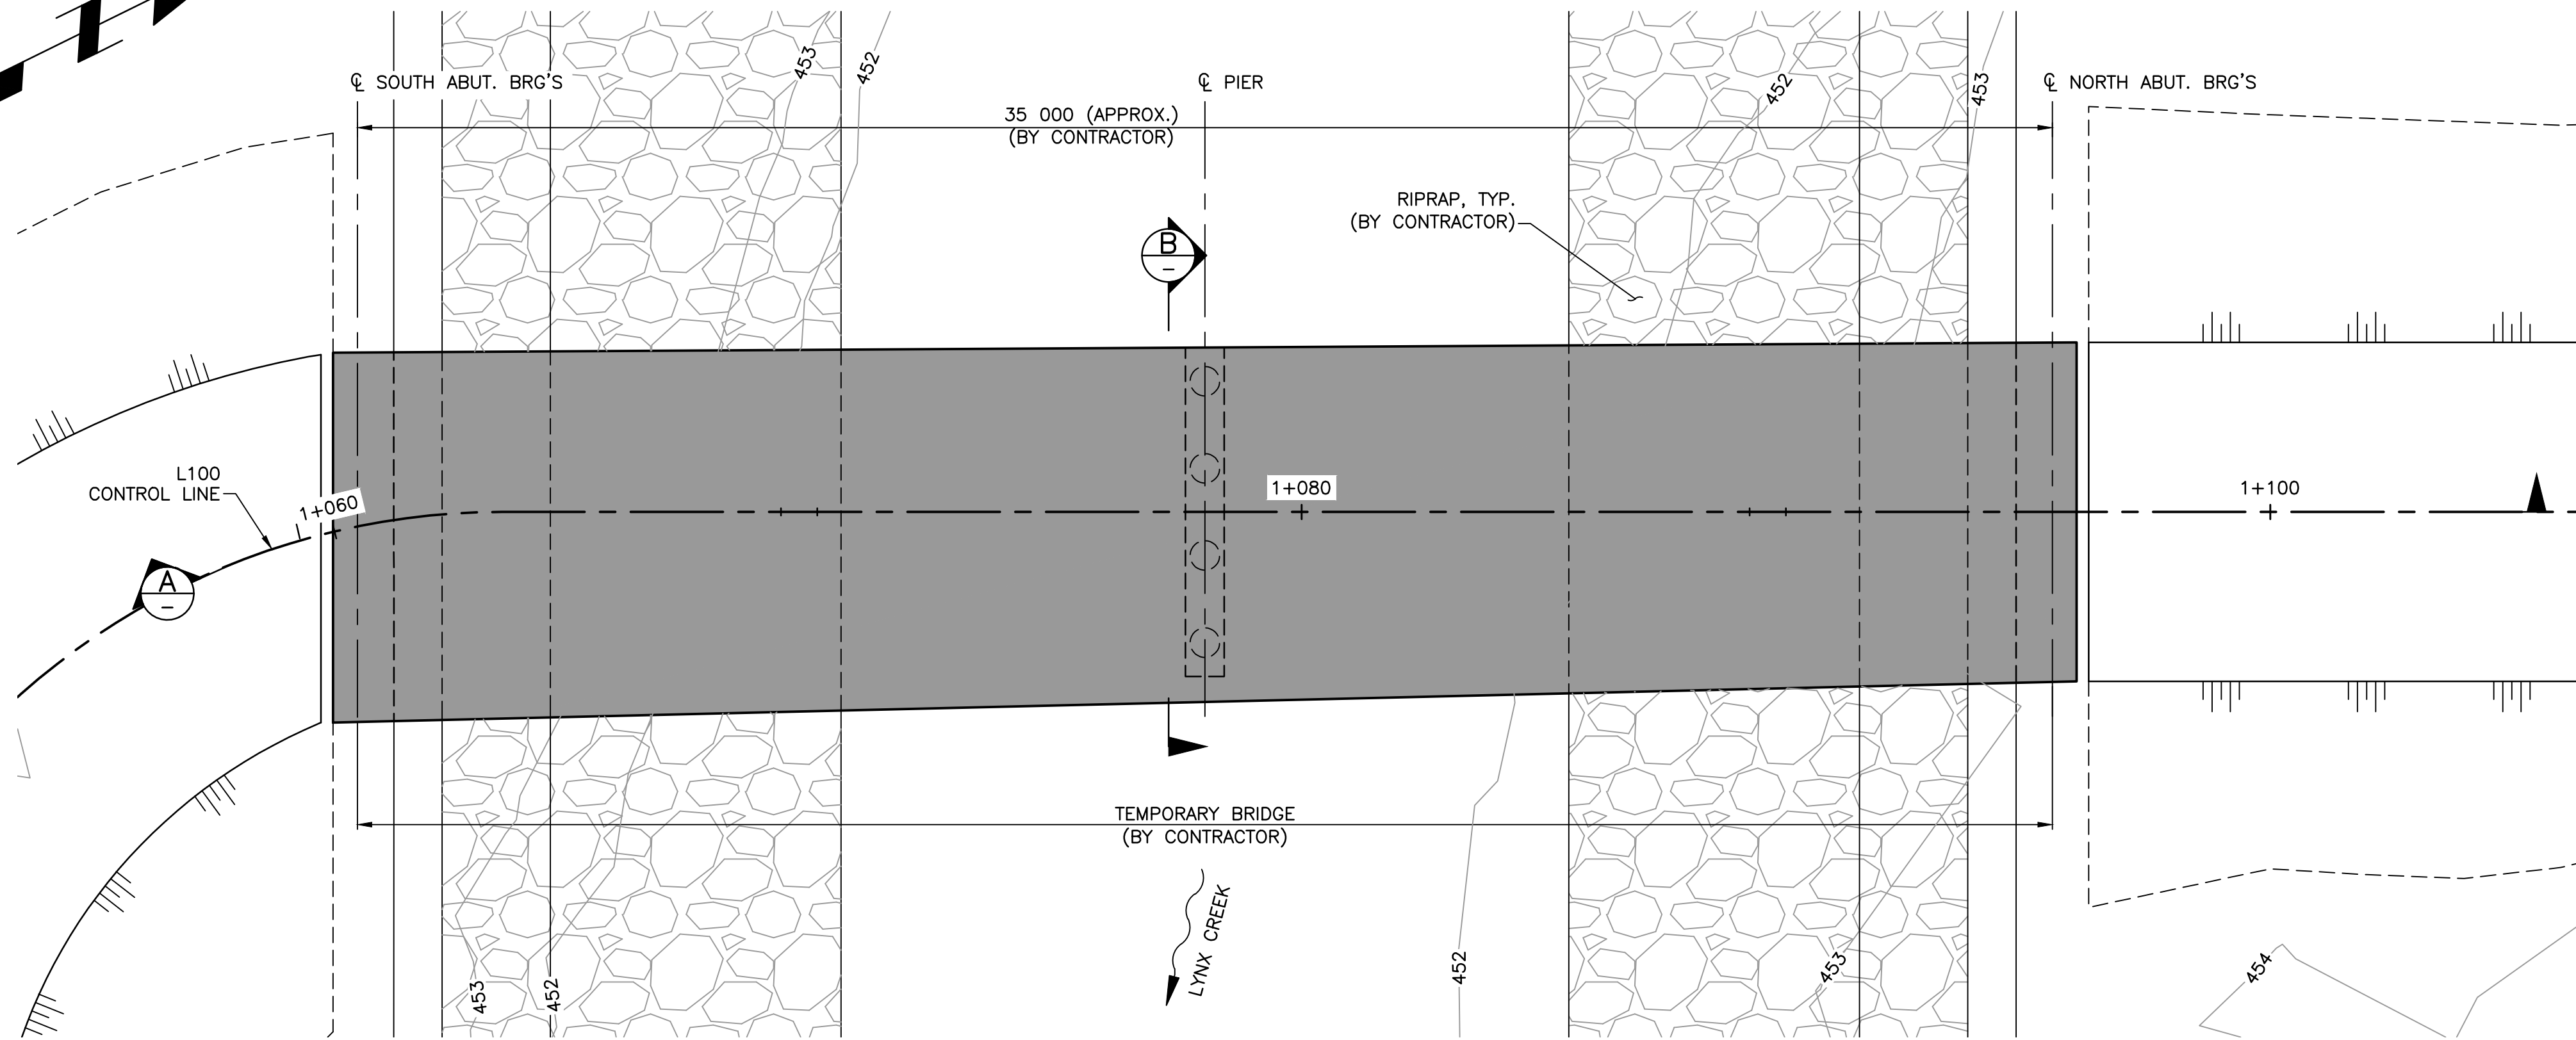 453
452
℄ SOUTH ABUT. BRG'S
℄ PIER
452
453
℄ NORTH ABUT. BRG'S
35 000 (APPROX.)
(BY CONTRACTOR)
RIPRAP, TYP.
(BY CONTRACTOR)
B
–
L100
CONTROL LINE
1+060
1+080
1+100
A
–
TEMPORARY BRIDGE
(BY CONTRACTOR)
LYNX CREEK
453
452
452
453
454